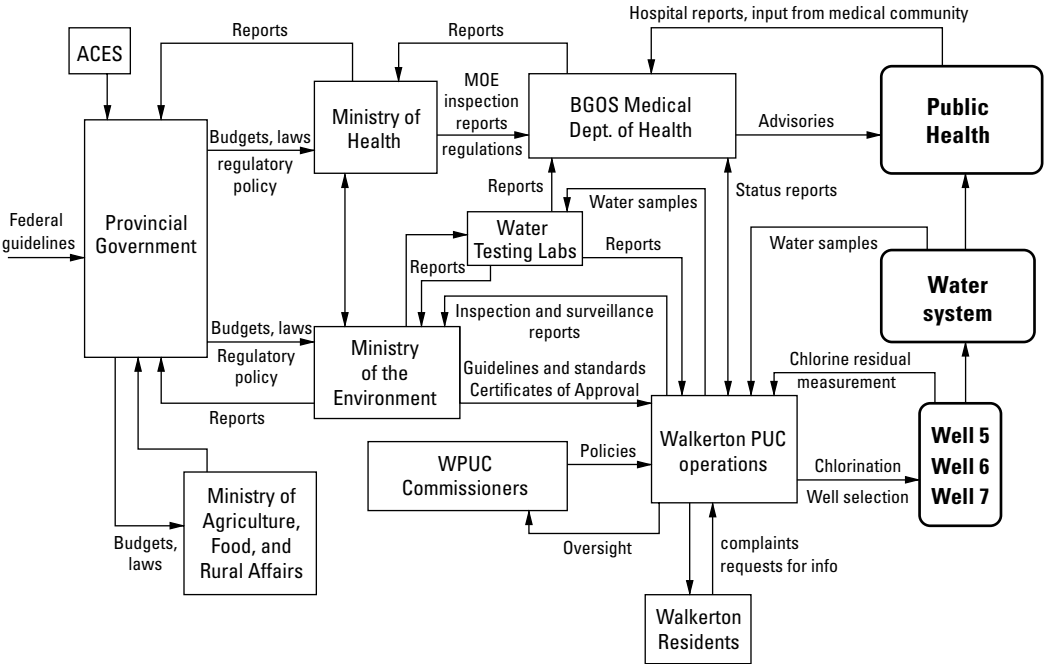 Hospital reports, input from medical community
Reports
Reports
ACES
MOE
inspection
reports
regulations
Ministry of
Health
BGOS Medical
Dept. of Health
Advisories
Public
Health
Budgets, laws
regulatory
policy
Federal
guidelines
Provincial
Government
Reports
Water samples
Status reports
Water
Testing Labs
Reports
Reports
Water samples
Water
system
Inspection and surveillance
reports
Budgets, laws
Regulatory
policy
Ministry
of the
Environment
Guidelines and standards
Certificates of Approval
Chlorine residual
measurement
Reports
WPUC
Commissioners
Policies
Walkerton PUC
operations
Chlorination
Well selection
Well 5
Well 6
Well 7
Ministry of
Agriculture,
Food, and
Rural Affairs
Budgets,
laws
Oversight
complaints
requests for info
Walkerton
Residents